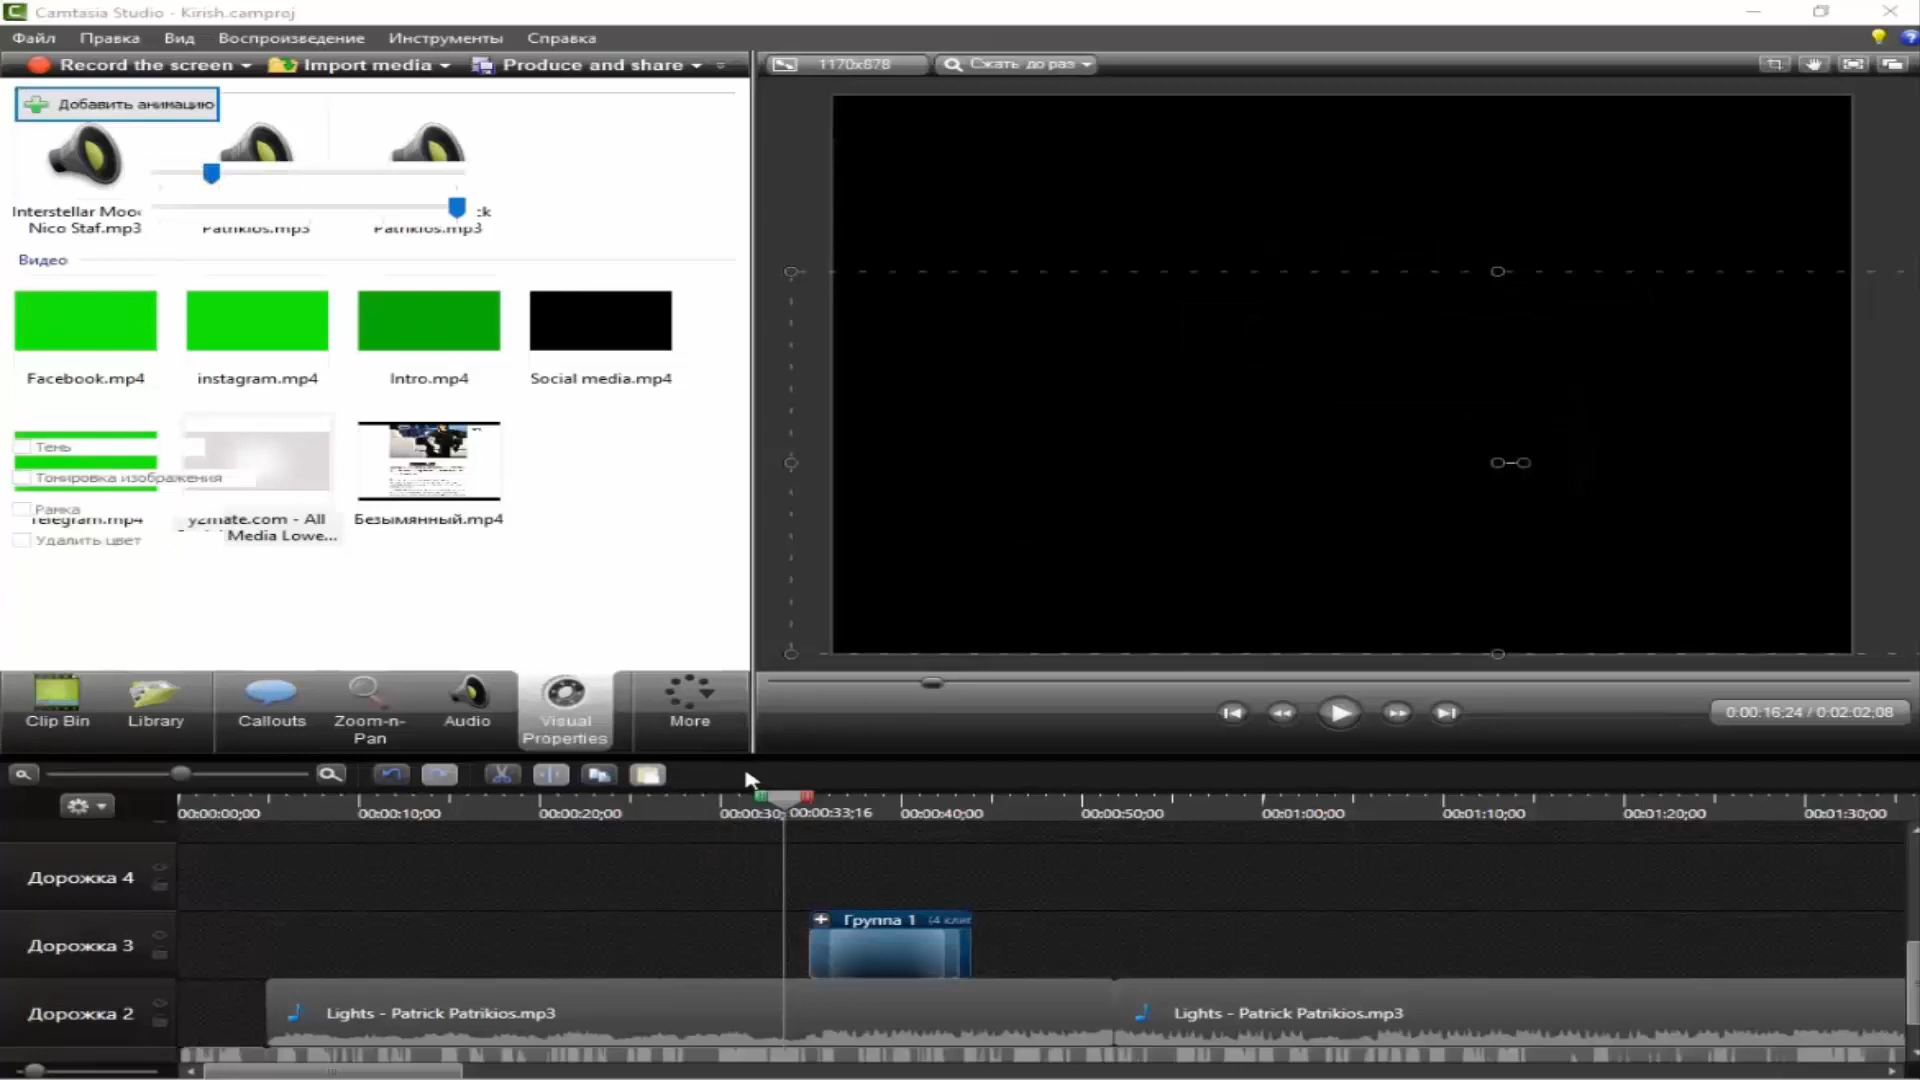 Camtasia Studio - Kirish.camproj
Файл Правка Вид Воспроизведение Инструменты Справка
Record the screen Import media Produce and share
1170x878 Сжать до раз
Добавить анимацию
Interstellar Moo
Nico Staf.mp3 Patrikios.mp3 Patrikios.mp3
ck
Видео
Facebook.mp4 instagram.mp4 Intro.mp4 Social media.mp4
Тень
Тонировка изображения
Рамка
Telegram.mp4 y2mate.com - All Безымянный.mp4
Media Lowe...
Удалить цвет
Clip Bin Library Callouts Zoom-n-Pan Audio Visual Properties More
0:00:16;24 / 0:02:02;08
00:00:00;00 00:00:10;00 00:00:20;00 00:00:30; 00:00:33;16 00:00:40;00 00:00:50;00 00:01:00;00 00:01:10;00 00:01:20;00 00:01:30;00
Дорожка 4
Группа 1 (4 кли
Дорожка 3
Дорожка 2
Lights - Patrick Patrikios.mp3 Lights - Patrick Patrikios.mp3